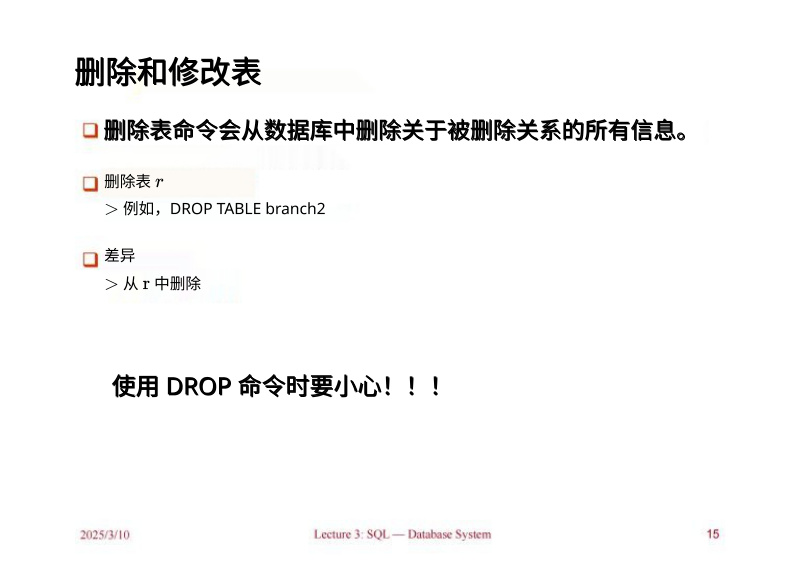 删除和修改表
删除表命令会从数据库中删除关于被删除关系的所有信息。
删除表 r
> 例如，DROP TABLE branch2
差异
> 从 r 中删除
使用 DROP 命令时要小心！！！
2025/3/10
Lecture 3: SQL — Database System
15